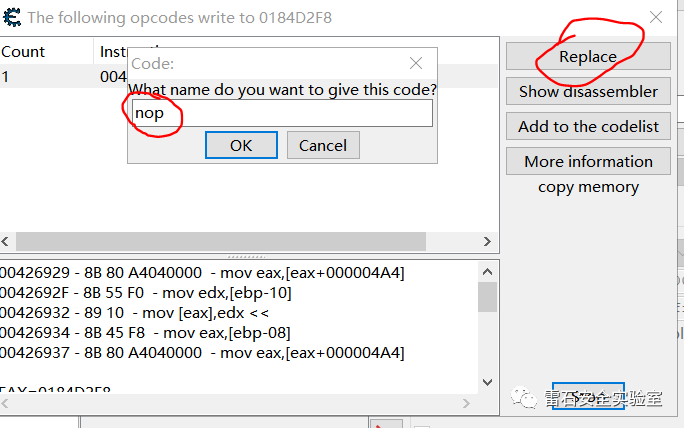 The following opcodes write to 0184D2F8
Count
1
004
Code:
What name do you want to give this code?
nop
OK
Cancel
Replace
Show disassembler
Add to the codelist
More information
copy memory
00426929 - 8B 80 A4040000 - mov eax,[eax+000004A4]
0042692F - 8B 55 F0 - mov edx,[ebp-10]
00426932 - 89 10 - mov [eax],edx <<
00426934 - 8B 45 F8 - mov eax,[ebp-08]
00426937 - 8B 80 A4040000 - mov eax,[eax+000004A4]
EAX=0184D2F8
雷石安全实验室